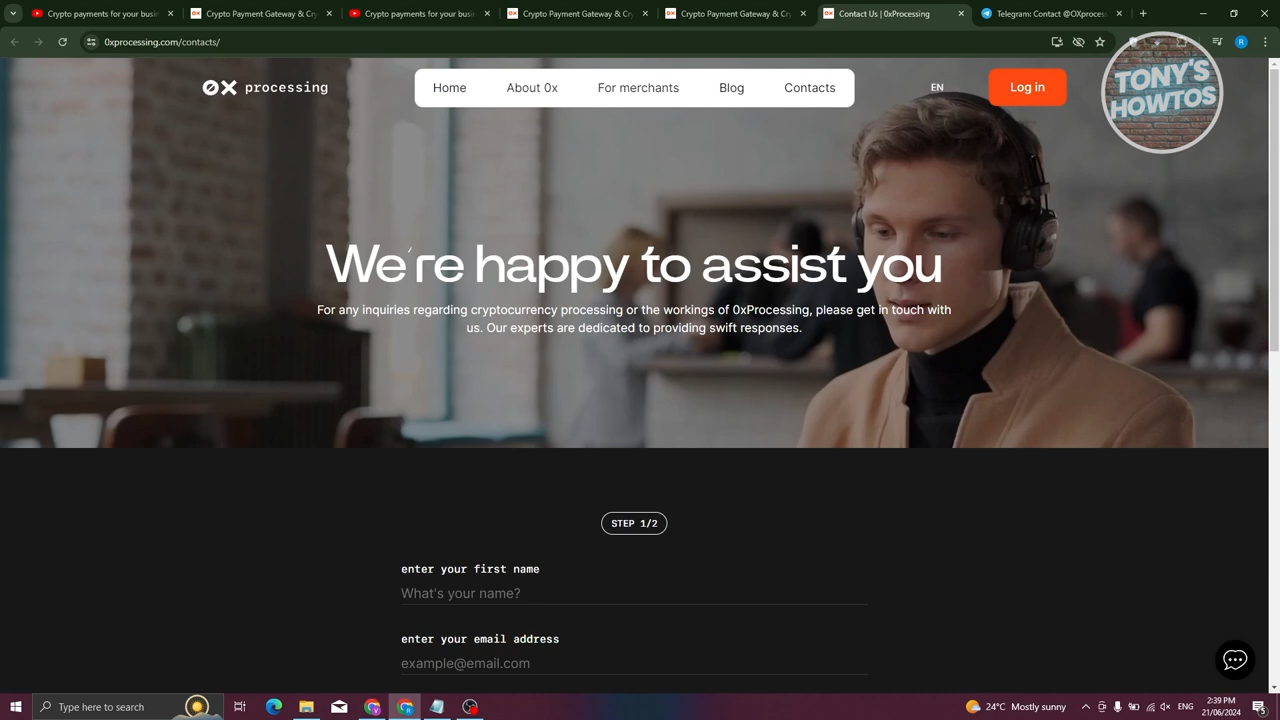 Crypto payments for your busi
Crypto Payment Gateway & Cr
Crypto payments for your busi
Crypto Payment Gateway & Cr
Crypto Payment Gateway & Cr
Contact Us | 0xProcessing
Telegram: Contact @OXproces
0xprocessing.com/contacts/
R
TONY'S
HOWTOS
0X processing
Home
About 0x
For merchants
Blog
Contacts
EN
Log in
We're happy to assist you
For any inquiries regarding cryptocurrency processing or the workings of 0xProcessing, please get in touch with
us. Our experts are dedicated to providing swift responses.
STEP 1/2
enter your first name
What's your name?
enter your email address
example@email.com
Type here to search
24°C Mostly sunny
ENG
2:39 PM
21/06/2024
5